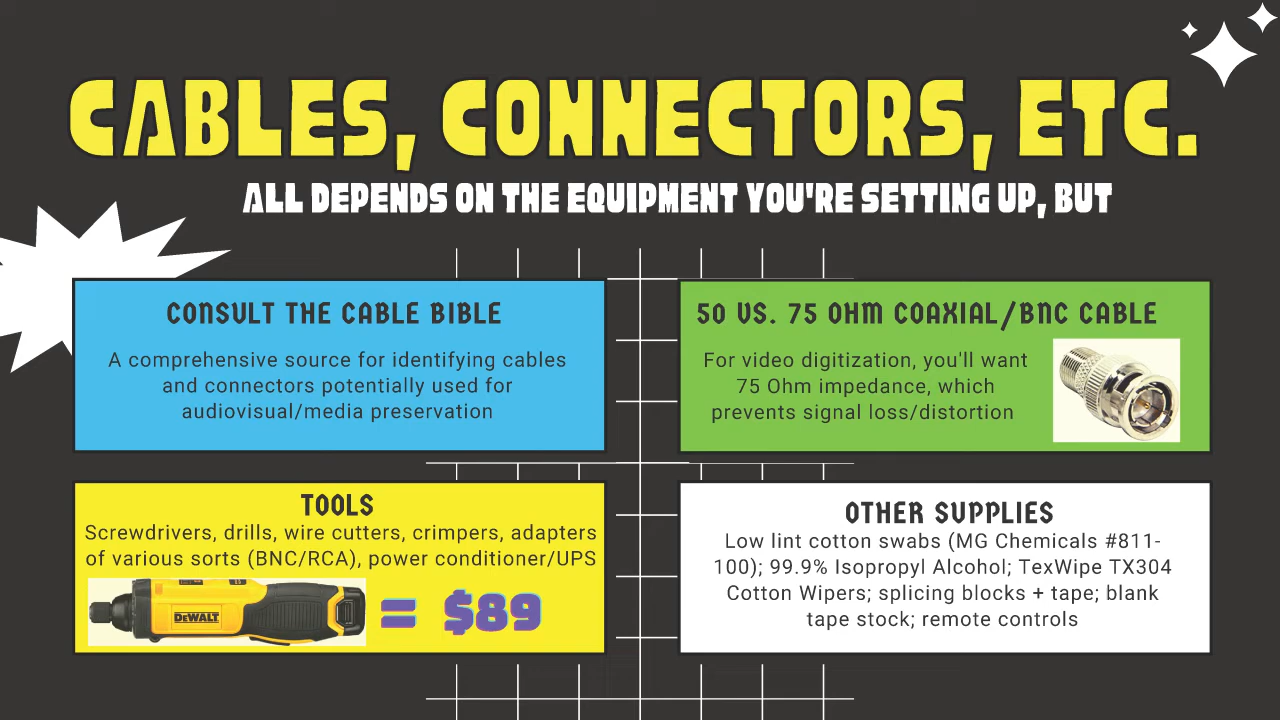 CABLES, CONNECTORS, ETC.
ALL DEPENDS ON THE EQUIPMENT YOU'RE SETTING UP, BUT
CONSULT THE CABLE BIBLE
A comprehensive source for identifying cables
and connectors potentially used for
audiovisual/media preservation
50 VS. 75 OHM COAXIAL/BNC CABLE
For video digitization, you'll want
75 Ohm impedance, which
prevents signal loss/distortion
TOOLS
Screwdrivers, drills, wire cutters, crimpers, adapters
of various sorts (BNC/RCA), power conditioner/UPS
DEWALT
= $89
OTHER SUPPLIES
Low lint cotton swabs (MG Chemicals #811-
100); 99.9% Isopropyl Alcohol; TexWipe TX304
Cotton Wipers; splicing blocks + tape; blank
tape stock; remote controls